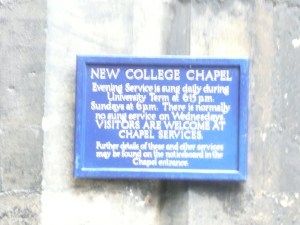 NEW COLLEGE CHAPEL
Evening Service is sung daily during
University Term at 6·15 p.m.
Sundays at 6 p.m. There is normally
no sung service on Wednesdays.
VISITORS ARE WELCOME AT
CHAPEL SERVICES.
Further details of these and other services
may be found on the noticeboard in the
Chapel entrance.